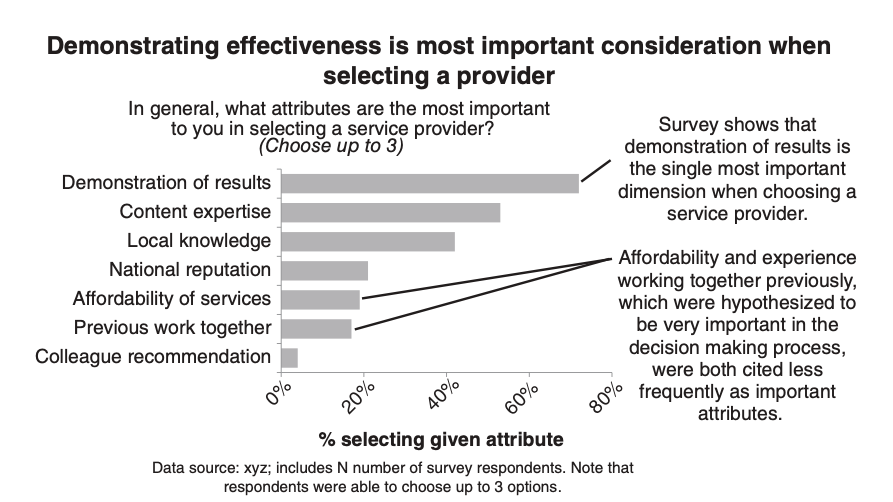 Demonstrating effectiveness is most important consideration when
selecting a provider
In general, what attributes are the most important
to you in selecting a service provider?
(Choose up to 3)
Demonstration of results
Content expertise
Local knowledge
National reputation
Affordability of services
Previous work together
Colleague recommendation
0%
20%
40%
60%
80%
% selecting given attribute
Survey shows that
demonstration of results is
the single most important
dimension when choosing a
service provider.
Affordability and experience
working together previously,
which were hypothesized to
be very important in the
decision making process,
were both cited less
frequently as important
attributes.
Data source: xyz; includes N number of survey respondents. Note that
respondents were able to choose up to 3 options.